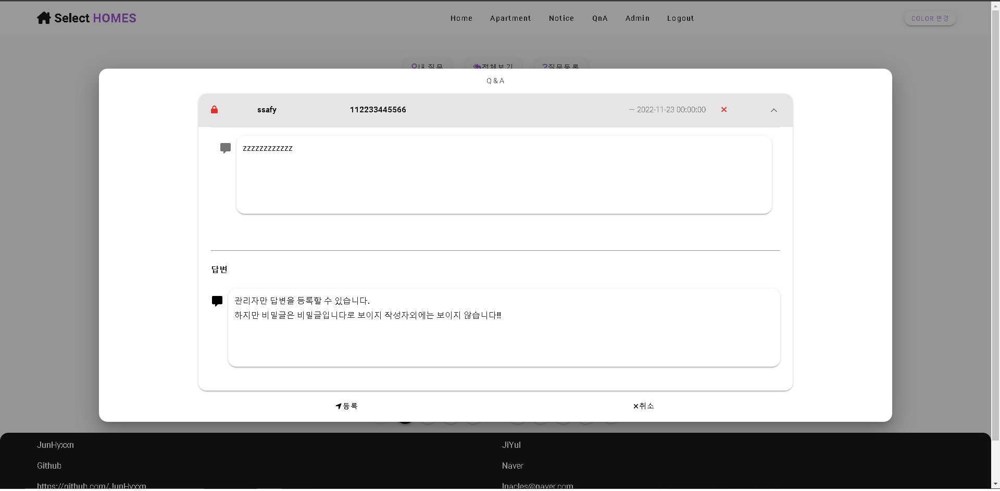 Select HOMES
Home
Apartment
Notice
QnA
Admin
Logout
COLOR 변경
내 질문
전체보기
?질문등록
Q & A
ssafy
112233445566
— 2022-11-23 00:00:00
zzzzzzzzzzzz
답변
관리자만 답변을 등록할 수 있습니다.
하지만 비밀글은 비밀글입니다로 보이지 작성자외에는 보이지 않습니다!!
등록
취소
JunHyxxn
JiYul
Github
Naver
https://github.com/JunHyxxn
lnacles@naver.com